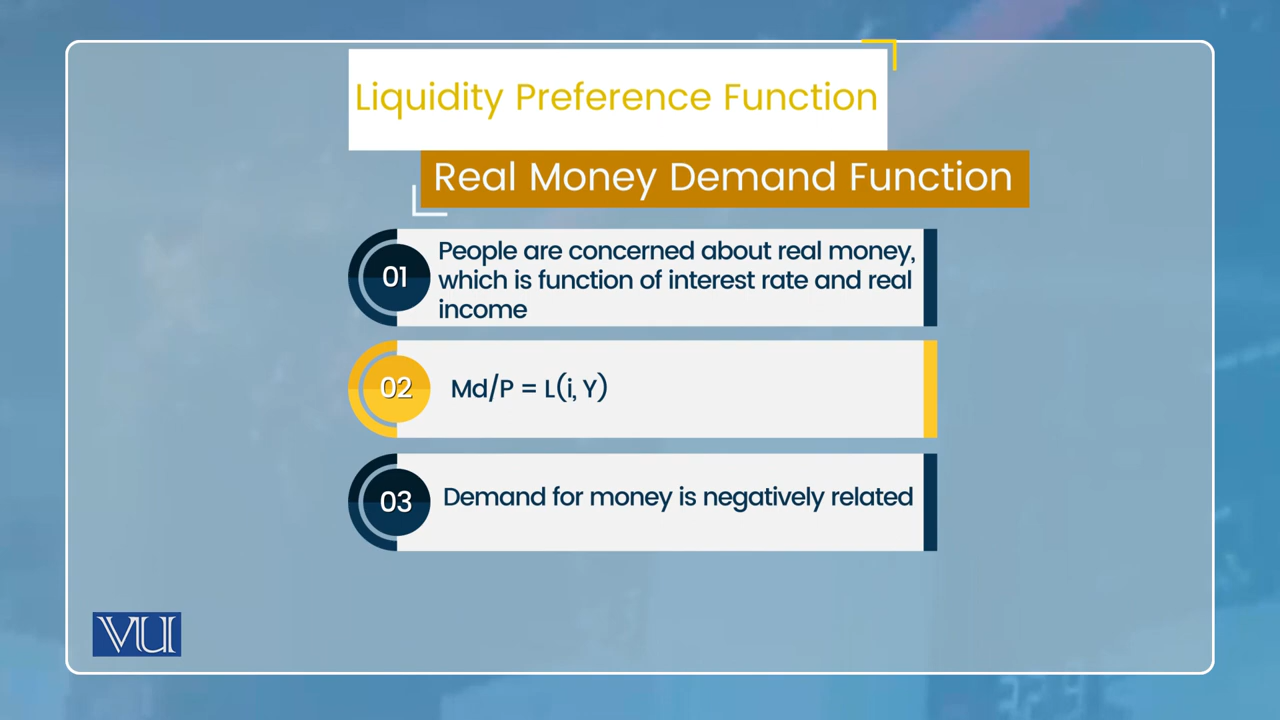 Liquidity Preference Function
Real Money Demand Function
01
People are concerned about real money,
which is function of interest rate and real
income
02
Md/P = L(i, Y)
03
Demand for money is negatively related
VU